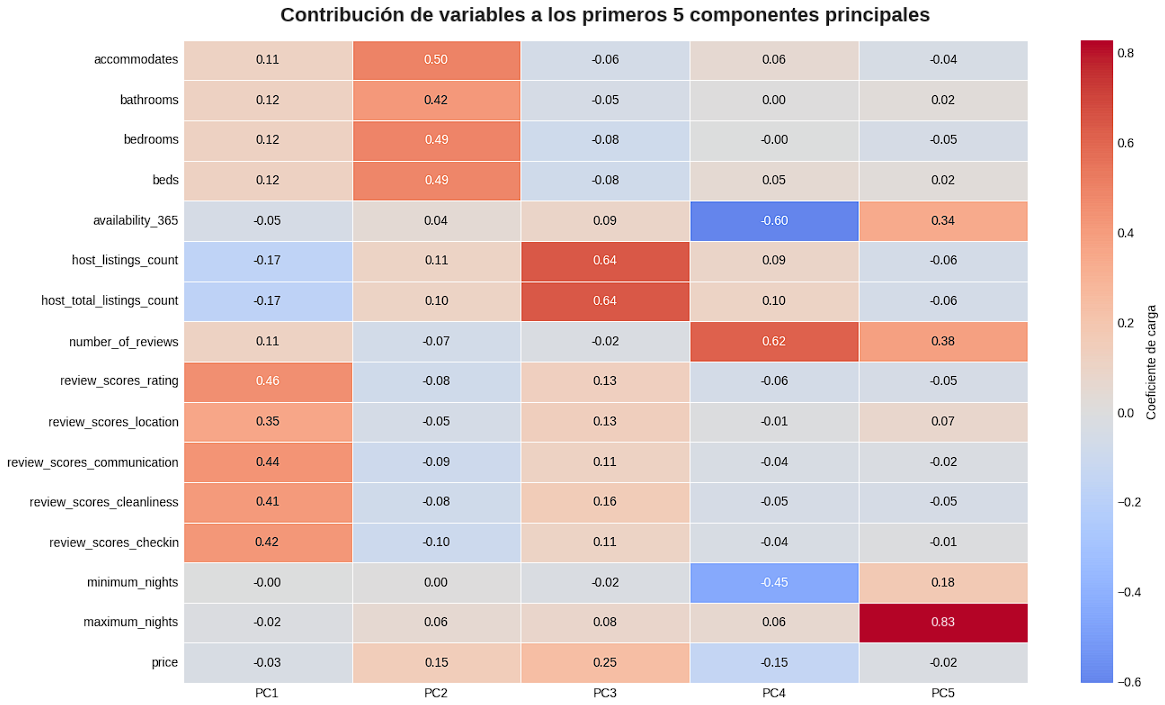 Contribución de variables a los primeros 5 componentes principales
accommodates 0.11 0.50 -0.06 0.06 -0.04
bathrooms 0.12 0.42 -0.05 0.00 0.02
bedrooms 0.12 0.49 -0.08 -0.00 -0.05
beds 0.12 0.49 -0.08 0.05 0.02
availability_365 -0.05 0.04 0.09 -0.60 0.34
host_listings_count -0.17 0.11 0.64 0.09 -0.06
host_total_listings_count -0.17 0.10 0.64 0.10 -0.06
number_of_reviews 0.11 -0.07 -0.02 0.62 0.38
review_scores_rating 0.46 -0.08 0.13 -0.06 -0.05
review_scores_location 0.35 -0.05 0.13 -0.01 0.07
review_scores_communication 0.44 -0.09 0.11 -0.04 -0.02
review_scores_cleanliness 0.41 -0.08 0.16 -0.05 -0.05
review_scores_checkin 0.42 -0.10 0.11 -0.04 -0.01
minimum_nights -0.00 0.00 -0.02 -0.45 0.18
maximum_nights -0.02 0.06 0.08 0.06 0.83
price -0.03 0.15 0.25 -0.15 -0.02
PC1 PC2 PC3 PC4 PC5
0.8
0.6
0.4
0.2
0.0
−0.2
−0.4
−0.6
Coeficiente de carga